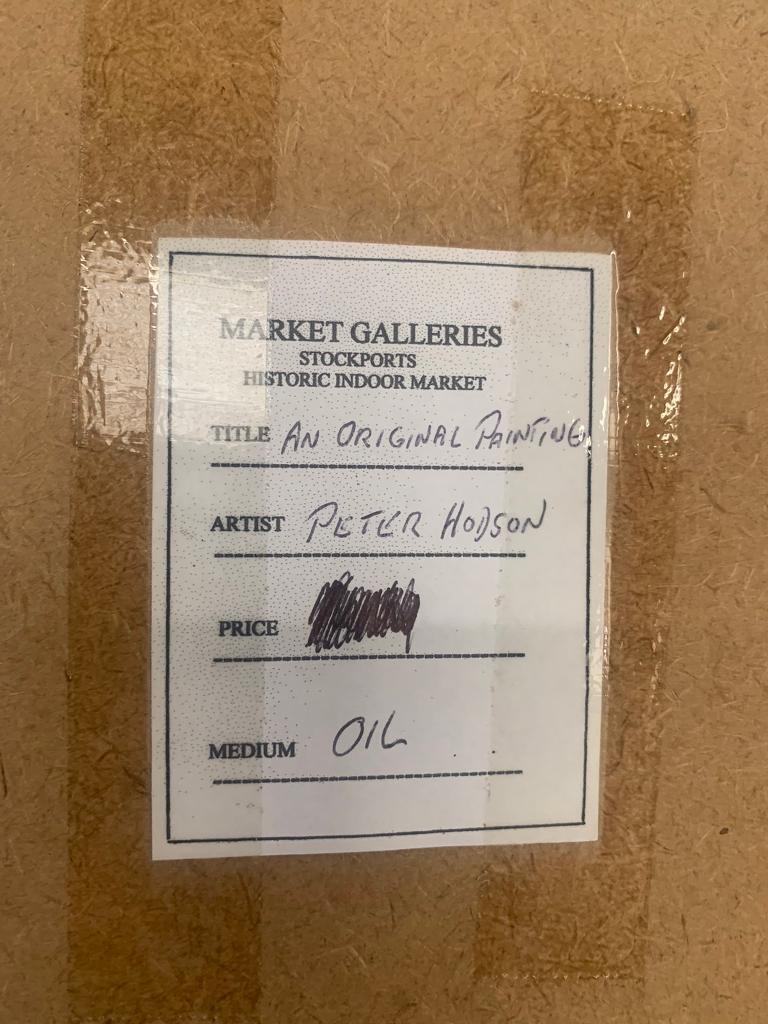 MARKET GALLERIES
STOCKPORTS
HISTORIC INDOOR MARKET
TITLE AN ORIGINAL PAINTING
ARTIST PETER HODSON
PRICE
MEDIUM OIL